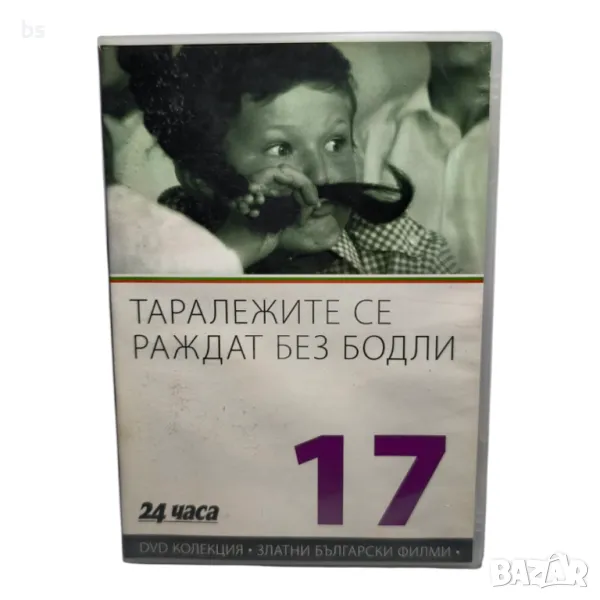 bs
ТАРАЛЕЖИТЕ СЕ
РАЖДАТ БЕЗ БОДЛИ
17
24 часа
DVD КОЛЕКЦИЯ • ЗЛАТНИ БЪЛГАРСКИ ФИЛМИ •
BAZAR